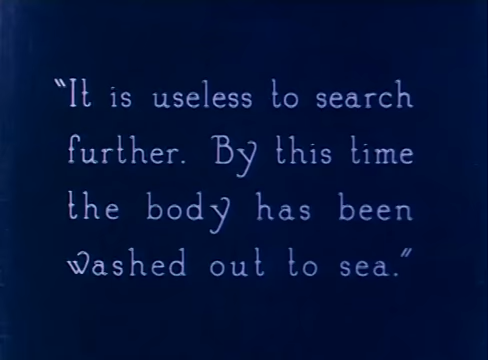 "It is useless to search
further. By this time
the body has been
washed out to sea."